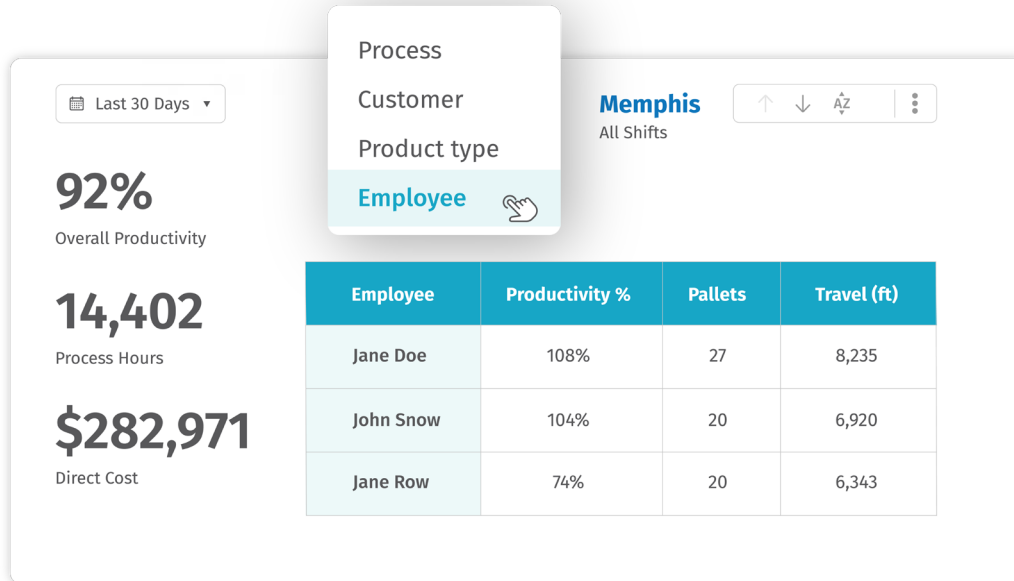 Process
Customer
Product type
Employee
Last 30 Days
Memphis
All Shifts
AZ
92%
Overall Productivity
14,402
Process Hours
$282,971
Direct Cost
Employee Productivity % Pallets Travel (ft)
Jane Doe 108% 27 8,235
John Snow 104% 20 6,920
Jane Row 74% 20 6,343